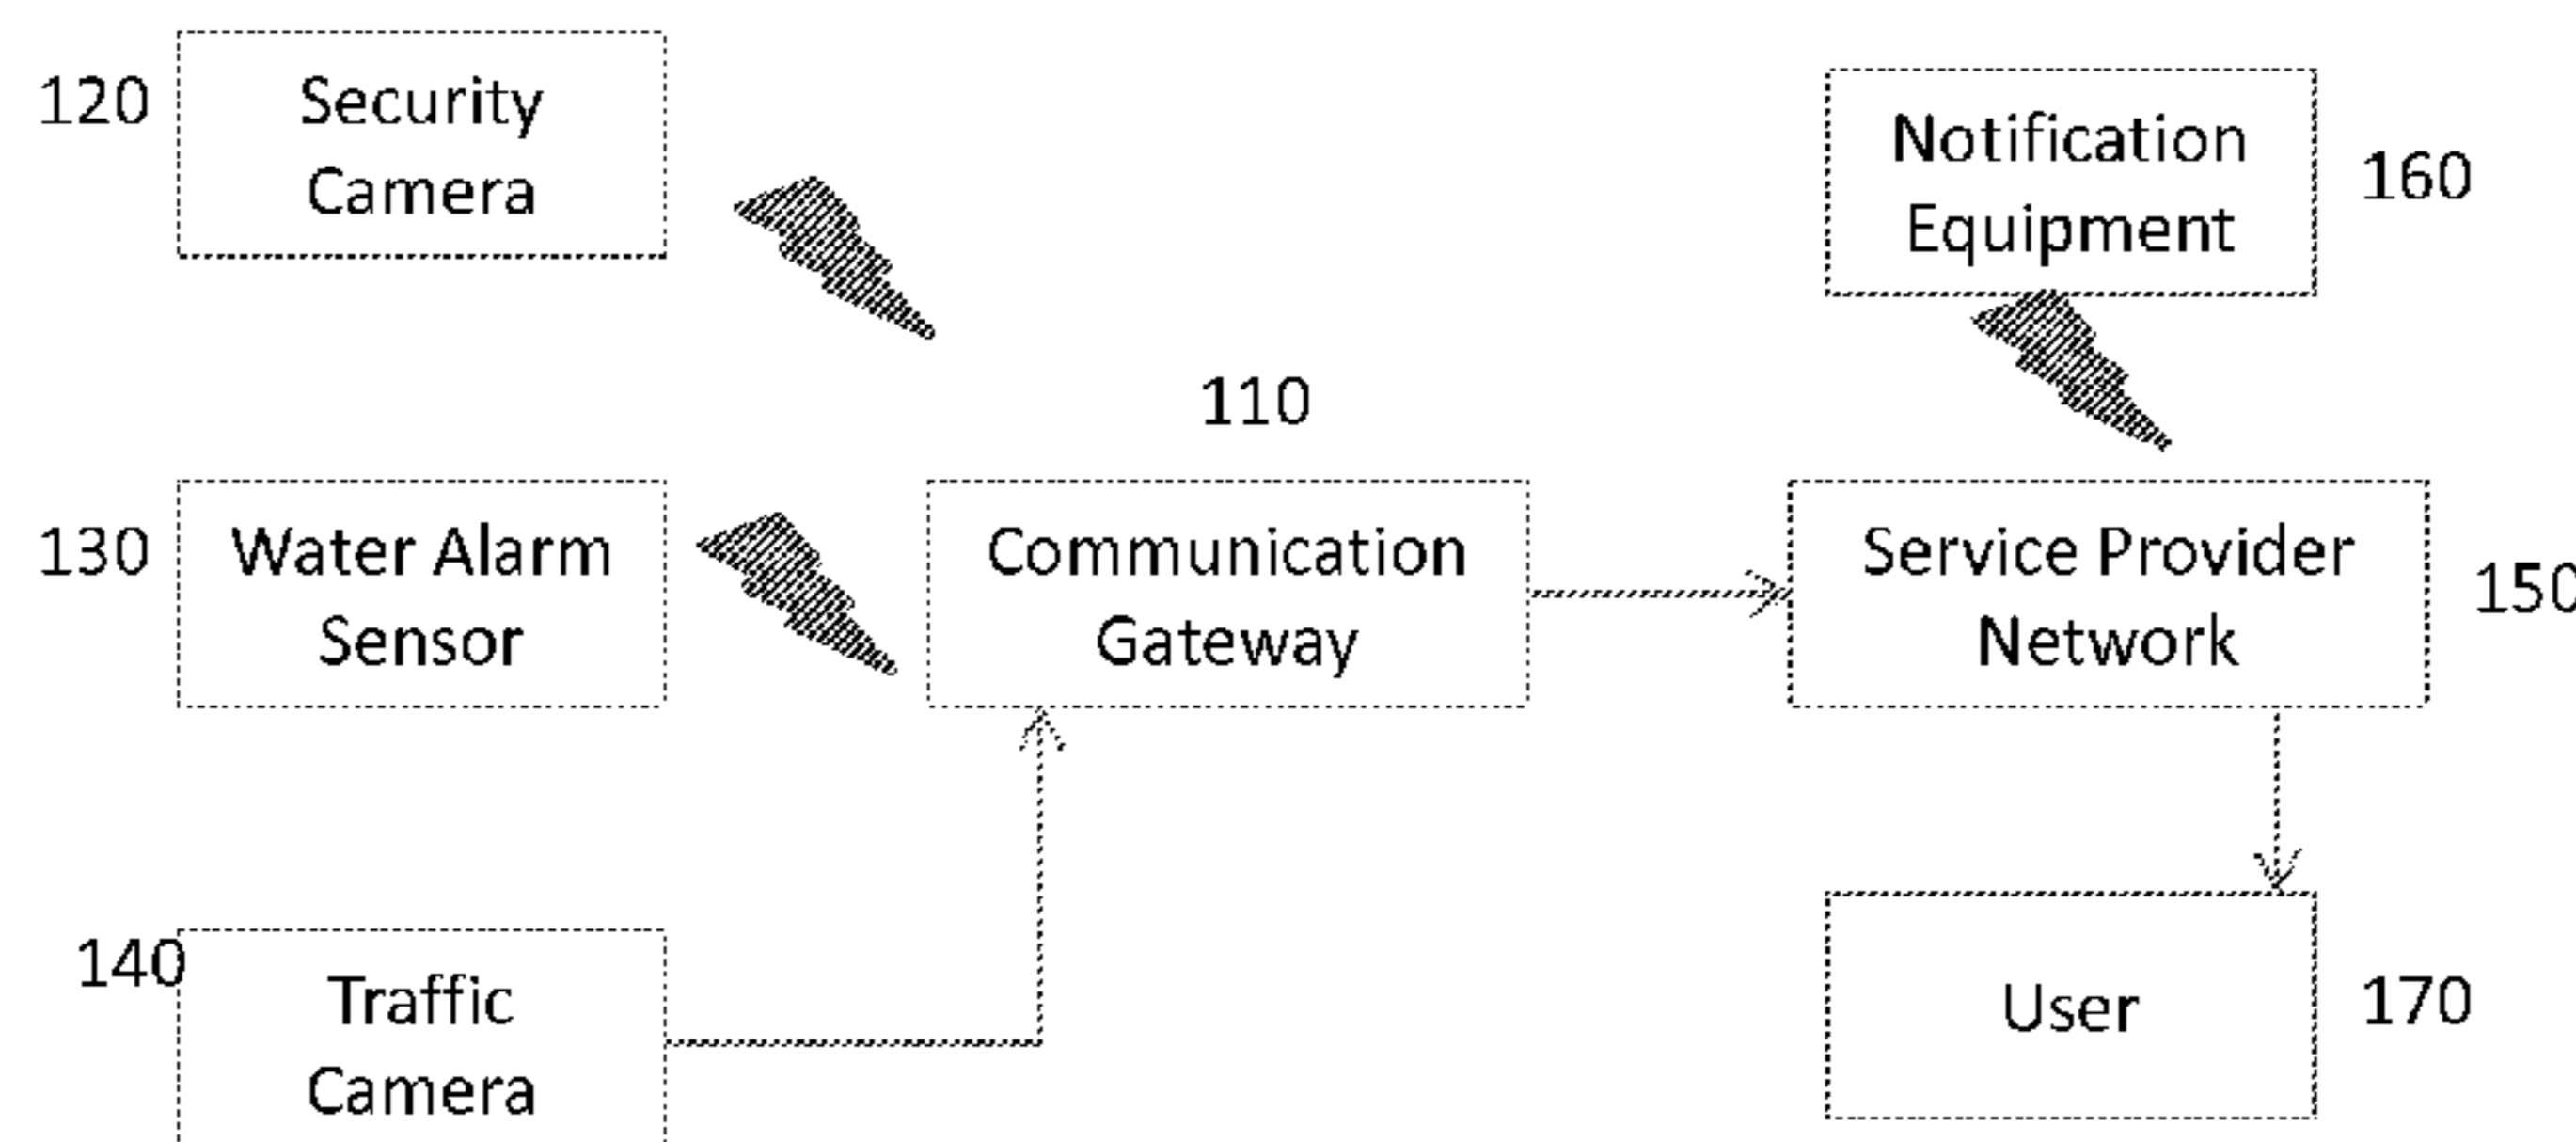 120
Security
Camera
Notification
Equipment
160
110
130
Water Alarm
Sensor
Communication
Gateway
Service Provider
Network
150
140
Traffic
Camera
User
170